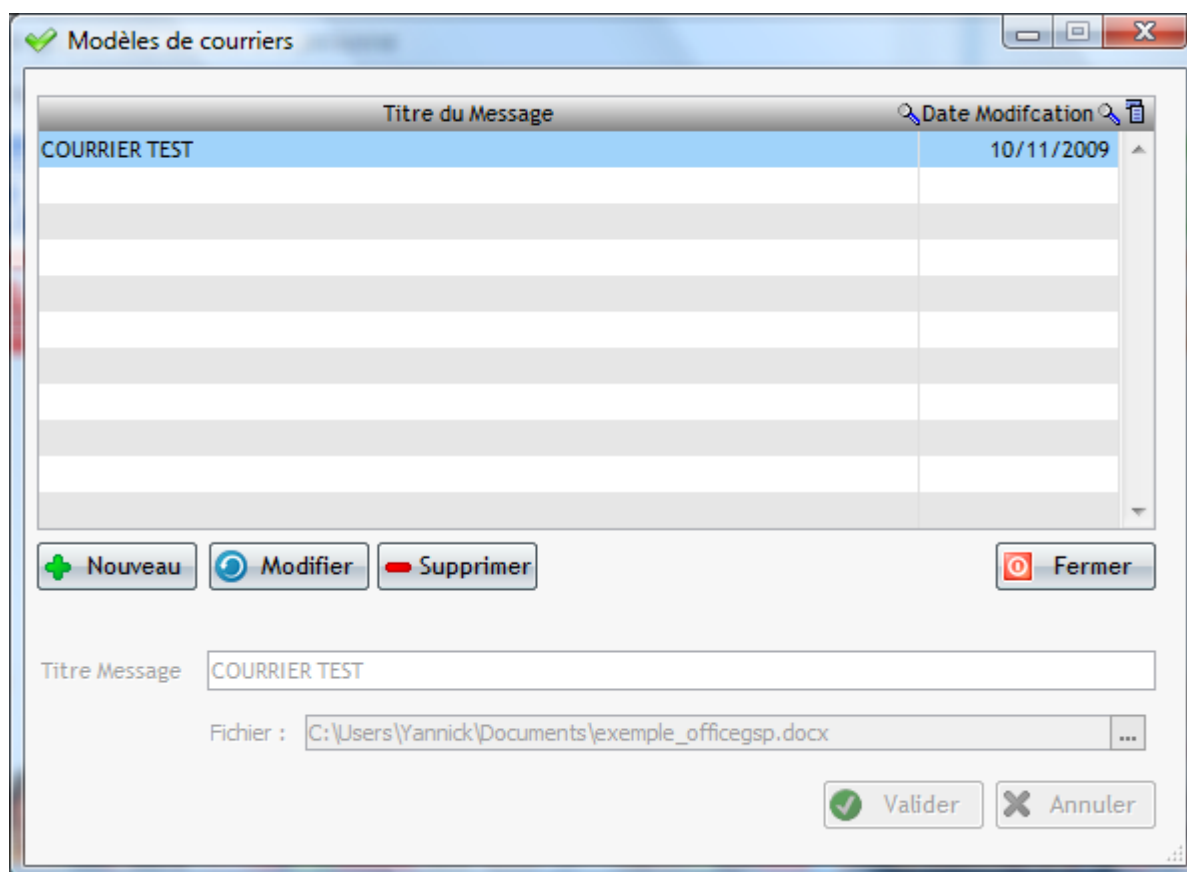 Modèles de courriers
Titre du Message Date Modifcation
COURRIER TEST 10/11/2009
Nouveau Modifier Supprimer Fermer
Titre Message COURRIER TEST
Fichier : C:\Users\Yannick\Documents\exemple_officegsp.docx ...
Valider Annuler